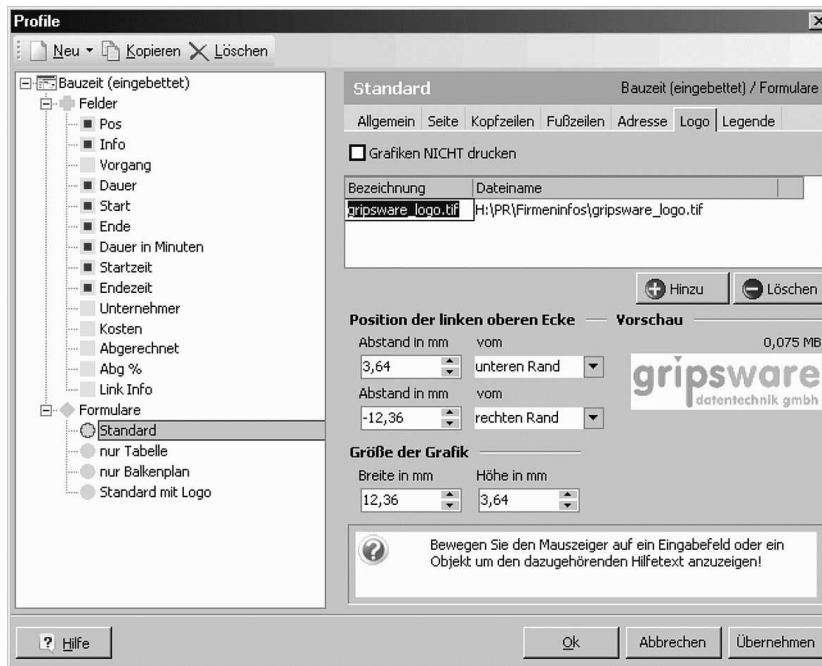 Profile
Neu Kopieren Löschen
Bauzeit (eingebettet)
Felder
Pos
Info
Vorgang
Dauer
Start
Ende
Dauer in Minuten
Startzeit
Endezeit
Unternehmer
Kosten
Abgerechnet
Abg %
Link Info
Formulare
Standard
nur Tabelle
nur Balkenplan
Standard mit Logo
Standard Bauzeit (eingebettet) / Formulare
Allgemein Seite Kopfzeilen Fußzeilen Adresse Logo Legende
Grafiken NICHT drucken
Bezeichnung Dateiname
gripsware_logo.tif H:\PR\Firmeninfos\gripsware_logo.tif
Hinzu Löschen
Position der linken oberen Ecke Vorschau
Abstand in mm vom 0,075 MB
3,64 unteren Rand
gripsware
datentechnik gmbh
Abstand in mm vom
-12,36 rechten Rand
Größe der Grafik
Breite in mm Höhe in mm
12,36 3,64
Bewegen Sie den Mauszeiger auf ein Eingabefeld oder ein
Objekt um den dazugehörenden Hilfetext anzuzeigen!
Hilfe Ok Abbrechen Übernehmen